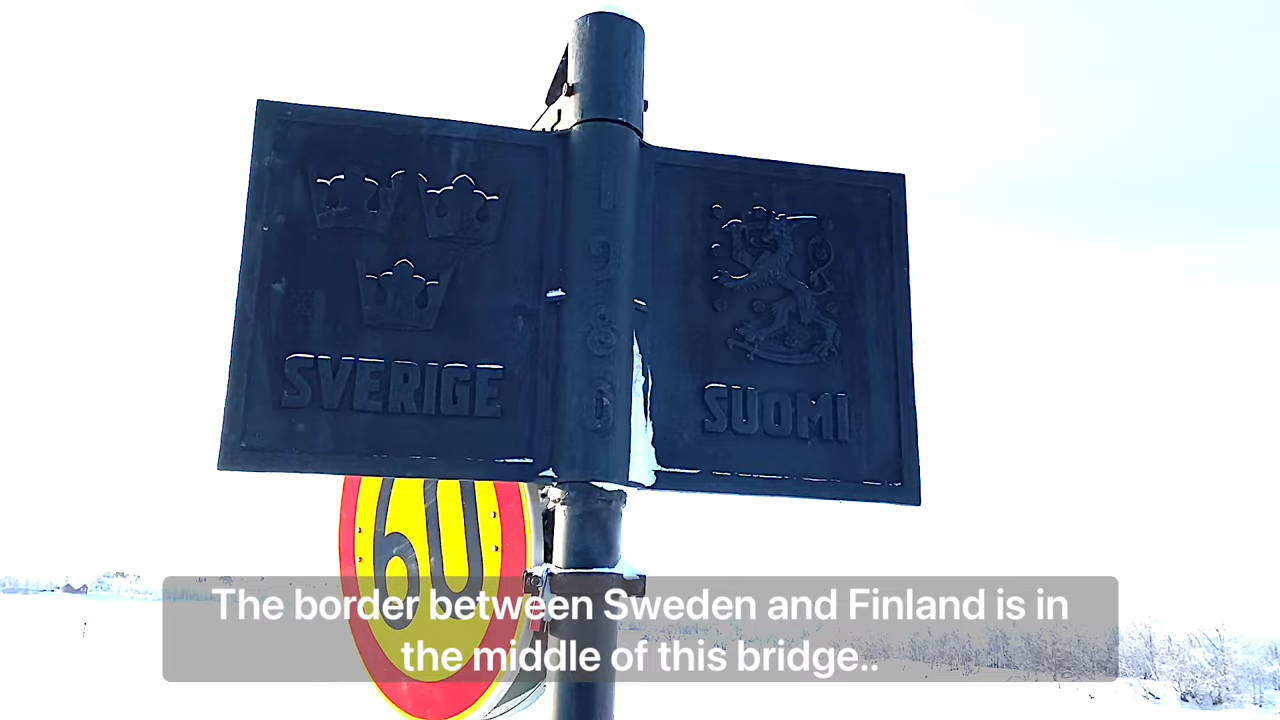 SVERIGE
1980
SUOMI
60
The border between Sweden and Finland is in
the middle of this bridge..